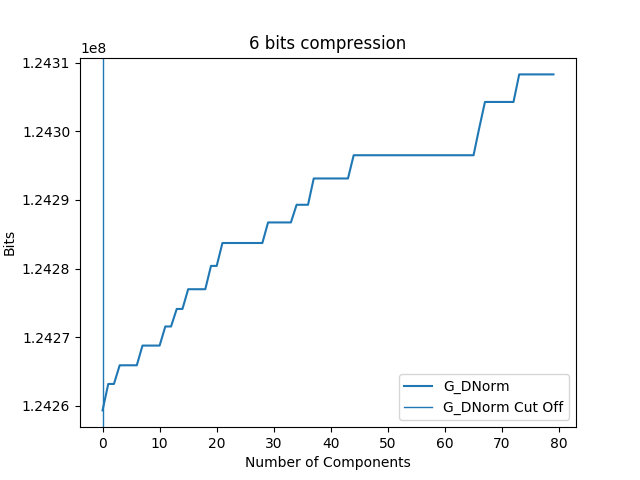 6 bits compression
1e8
1.2431
1.2430
1.2429
1.2428
1.2427
1.2426
Bits
0 10 20 30 40 50 60 70 80
Number of Components
G_DNorm
G_DNorm Cut Off